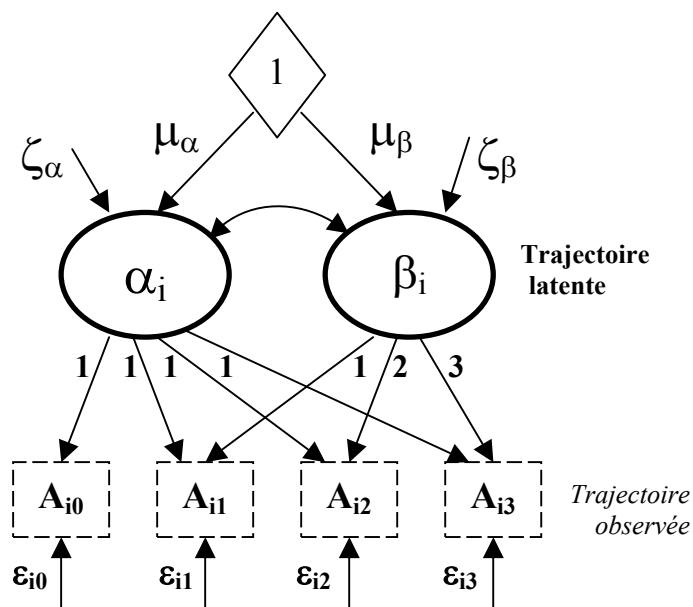 1
μα μβ
ζα ζβ
αi βi
Trajectoire
latente
1 1 1 1 1 2 3
Ai0 Ai1 Ai2 Ai3
Trajectoire
observée
εi0 εi1 εi2 εi3